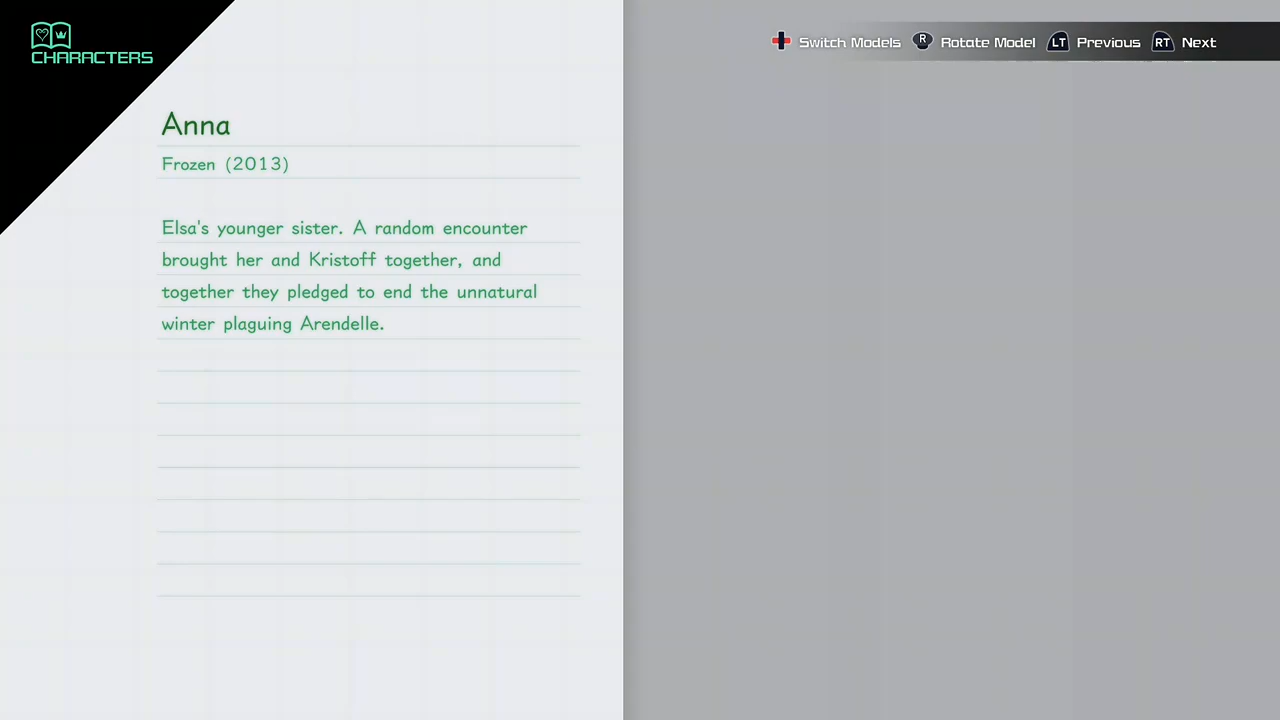 CHARACTERS
Switch Models R Rotate Model LT Previous RT Next
Anna
Frozen (2013)
Elsa's younger sister. A random encounter
brought her and Kristoff together, and
together they pledged to end the unnatural
winter plaguing Arendelle.